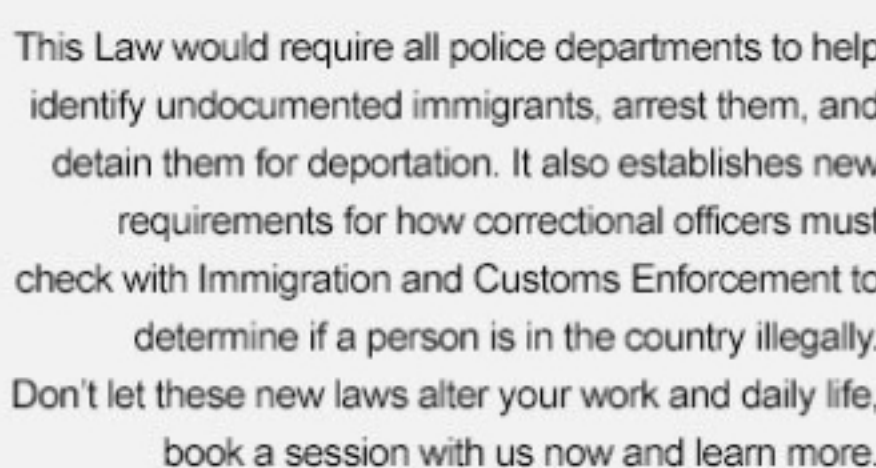 This Law would require all police departments to help
identify undocumented immigrants, arrest them, and
detain them for deportation. It also establishes new
requirements for how correctional officers must
check with Immigration and Customs Enforcement to
determine if a person is in the country illegally.
Don't let these new laws alter your work and daily life,
book a session with us now and learn more.